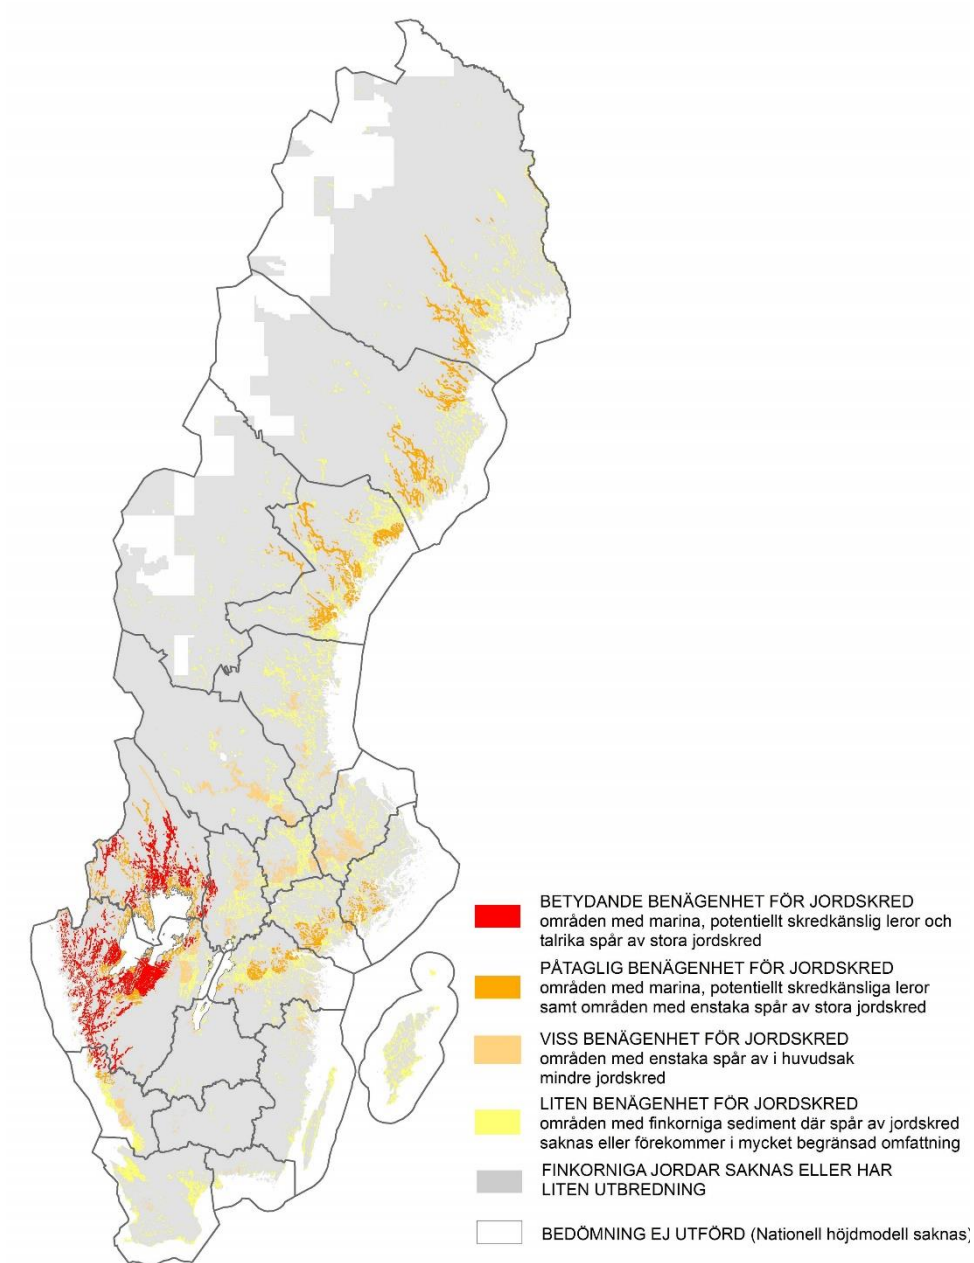 BETYDANDE BENÄGENHET FÖR JORDSKRED
områden med marina, potentiellt skredkänslig leror och
talrika spår av stora jordskred
PÅTAGLIG BENÄGENHET FÖR JORDSKRED
områden med marina, potentiellt skredkänsliga leror
samt områden med enstaka spår av stora jordskred
VISS BENÄGENHET FÖR JORDSKRED
områden med enstaka spår av i huvudsak
mindre jordskred
LITEN BENÄGENHET FÖR JORDSKRED
områden med finkorniga sediment där spår av jordskred
saknas eller förekommer i mycket begränsad omfattning
FINKORNIGA JORDAR SAKNAS ELLER HAR
LITEN UTBREDNING
BEDÖMNING EJ UTFÖRD (Nationell höjdmodell saknas)